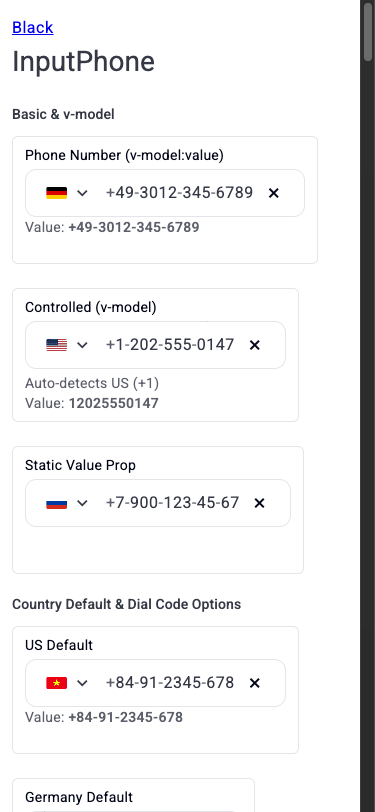 Black
InputPhone
Basic & v-model
Phone Number (v-model:value)
+49-3012-345-6789
Value: +49-3012-345-6789
Controlled (v-model)
+1-202-555-0147
Auto-detects US (+1)
Value: 12025550147
Static Value Prop
+7-900-123-45-67
Country Default & Dial Code Options
US Default
+84-91-2345-678
Value: +84-91-2345-678
Germany Default